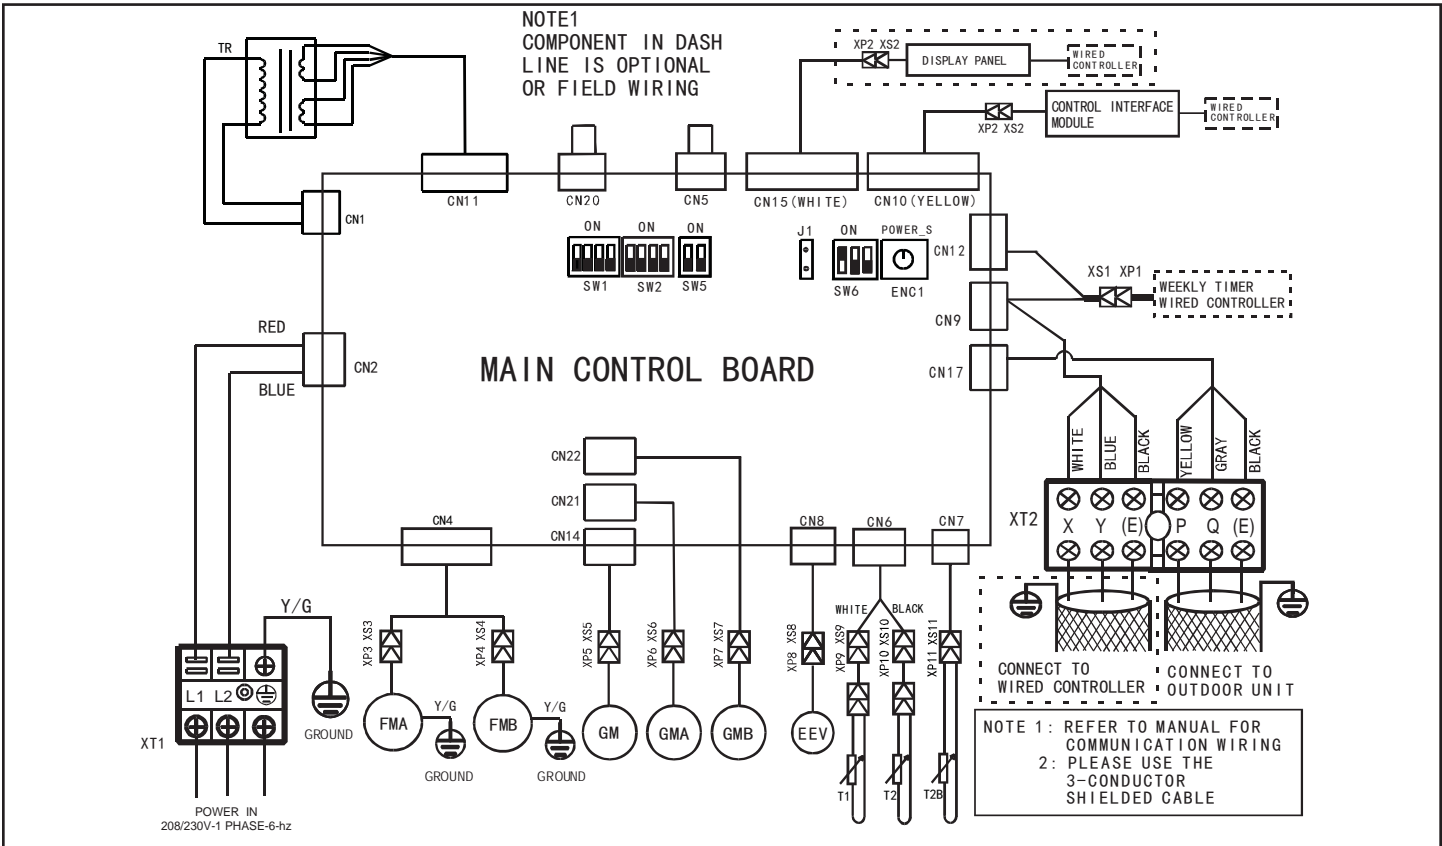 NOTE1
COMPONENT IN DASH
LINE IS OPTIONAL
OR FIELD WIRING
TR
XP2 XS2
DISPLAY PANEL
WIRED
CONTROLLER
CONTROL INTERFACE
MODULE
WIRED
CONTROLLER
XP2 XS2
CN11
CN20
CN5
CN15(WHITE)
CN10(YELLOW)
CN1
ON
ON
ON
J1
ON
POWER_S
SW1
SW2
SW5
SW6
ENC1
CN12
XS1 XP1
WEEKLY TIMER
WIRED CONTROLLER
CN9
RED
CN2
BLUE
MAIN CONTROL BOARD
CN17
WHITE
BLUE
BLACK
YELLOW
GRAY
BLACK
CN22
CN21
CN14
CN4
CN8
CN6
CN7
XT2
X Y (E) P Q (E)
Y/G
WHITE
BLACK
XP3 XS3
XP4 XS4
XP5 XS5
XP6 XS6
XP7 XS7
XP8 XS8
XP9 XS9
XP10 XS10
XP11 XS11
CONNECT TO
WIRED CONTROLLER
CONNECT TO
OUTDOOR UNIT
L1 L2
XT1
GROUND
FMA
Y/G
GROUND
FMB
Y/G
GROUND
GM
GMA
GMB
EEV
T1
T2
T2B
NOTE 1: REFER TO MANUAL FOR
COMMUNICATION WIRING
2: PLEASE USE THE
3-CONDUCTOR
SHIELDED CABLE
POWER IN
208/230V-1 PHASE-6-hz